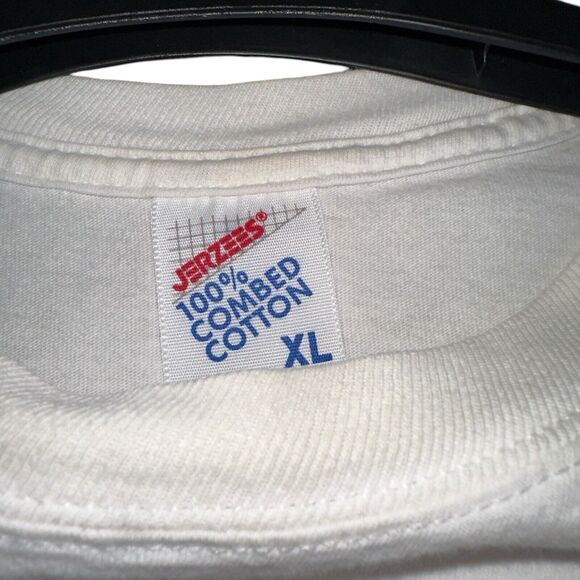 JERZEES®
100%
COMBED
COTTON
XL